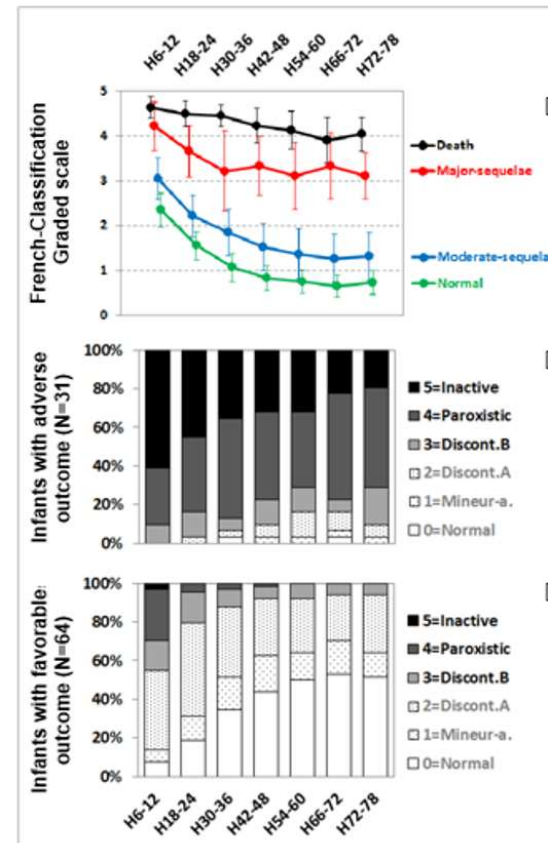 H6-12
H18-24
H30-36
H42-48
H54-60
H66-72
H72-78
French-Classification
Graded scale
5
4
3
2
1
0
Death
Major-sequelae
Moderate-sequela
Normal
Infants with adverse
outcome (N=31)
100%
80%
60%
40%
20%
0%
5=Inactive
4=Paroxistic
3=Discont.B
2=Discont.A
1=Mineur-a.
0=Normal
Infants with favorable
outcome (N=64)
100%
80%
60%
40%
20%
0%
5=Inactive
4=Paroxistic
3=Discont.B
2=Discont.A
1=Mineur-a.
0=Normal
H6-12
H18-24
H30-36
H42-48
H54-60
H66-72
H72-78